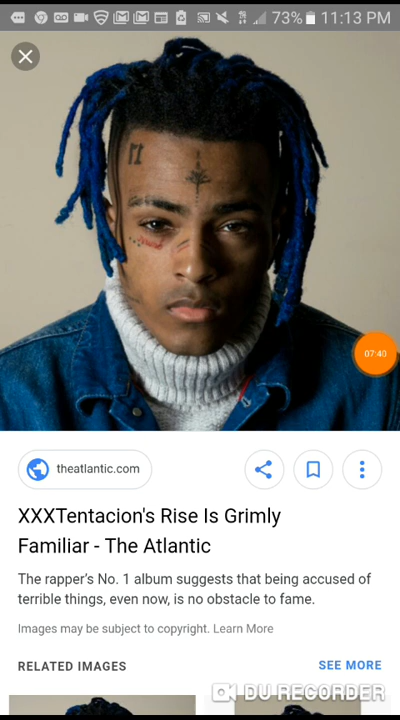 73% 11:13 PM
07:40
theatlantic.com
XXXTentacion's Rise Is Grimly
Familiar - The Atlantic
The rapper's No. 1 album suggests that being accused of
terrible things, even now, is no obstacle to fame.
Images may be subject to copyright. Learn More
RELATED IMAGES SEE MORE
DU RECORDER